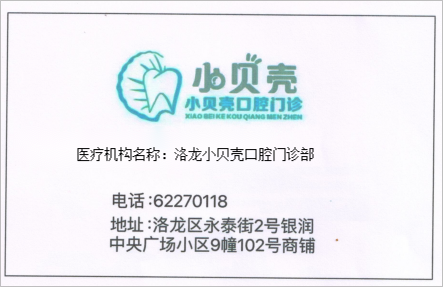 小贝壳
小贝壳口腔门诊
XIAO BEI KE KOU QIANG MEN ZHEN
医疗机构名称：洛龙小贝壳口腔门诊部
电话:62270118
地址:洛龙区永泰街2号银润
中央广场小区9幢102号商铺